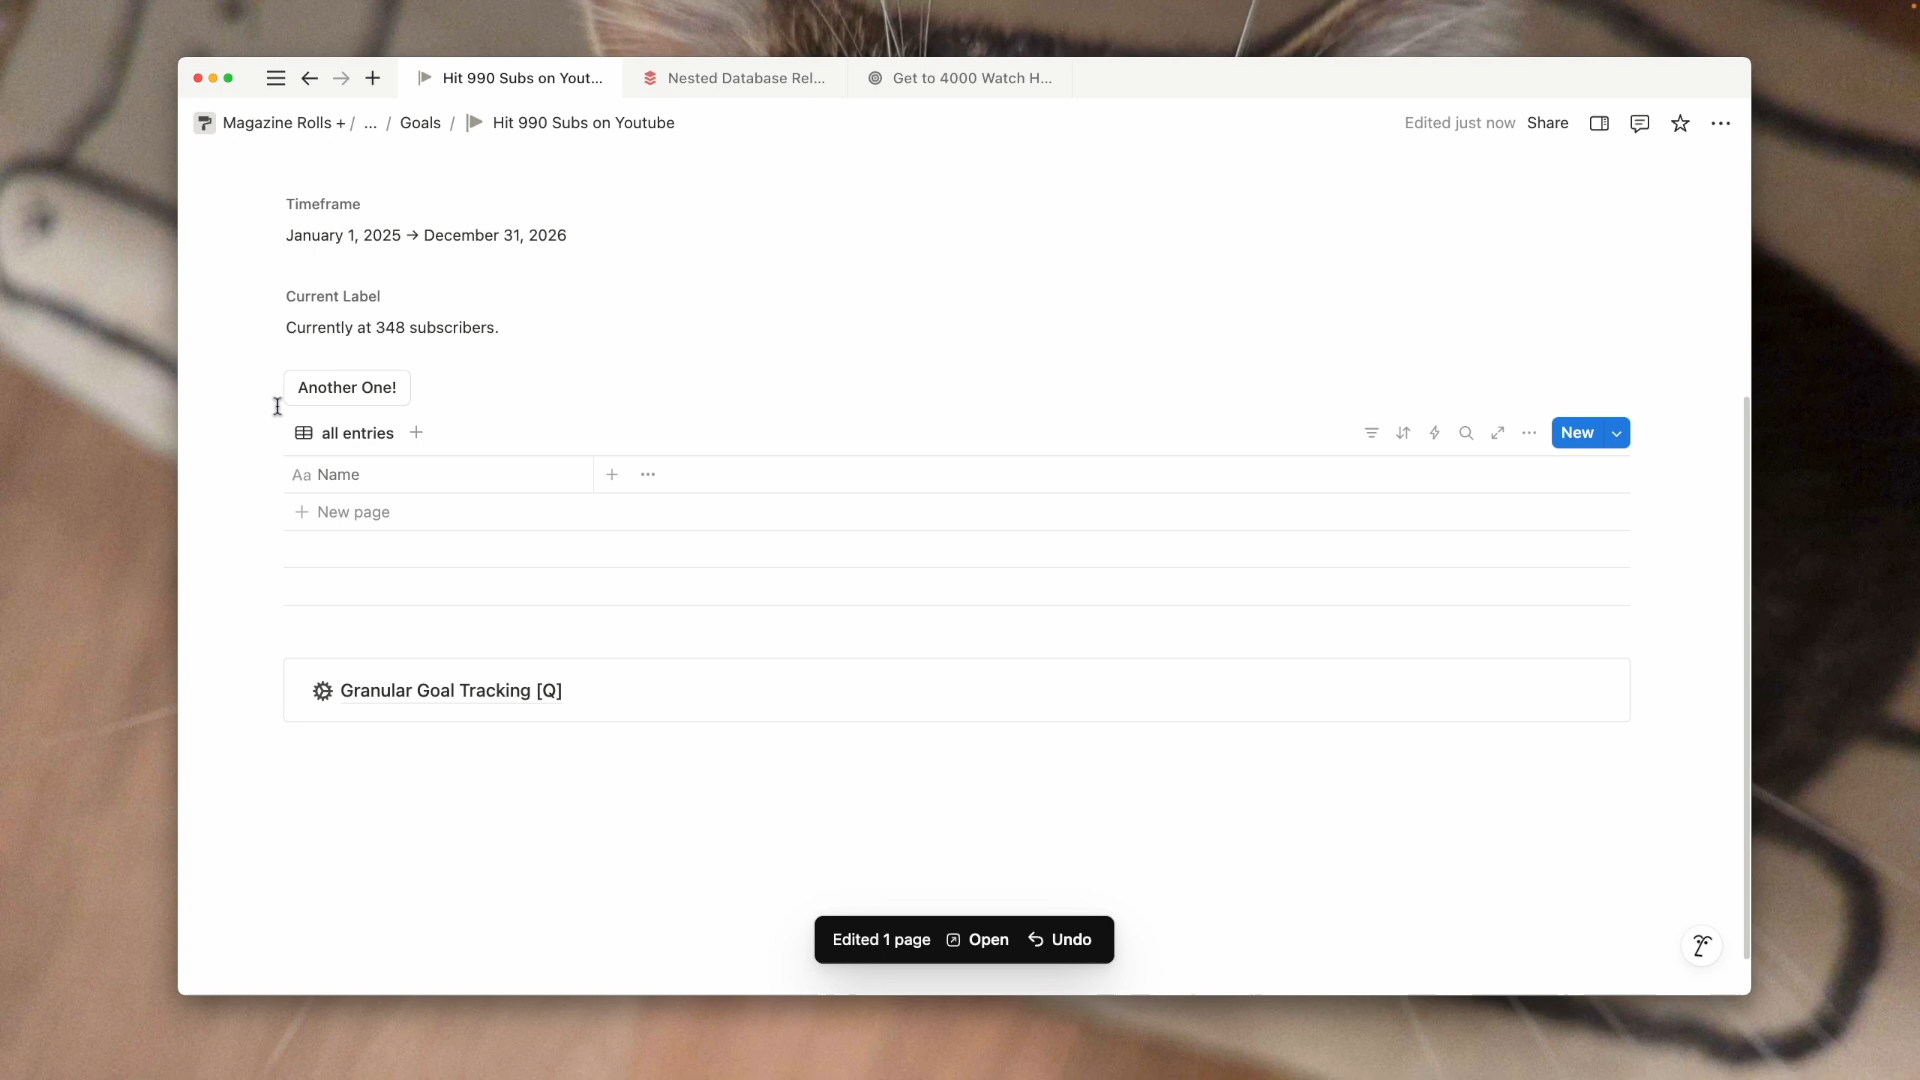 Hit 990 Subs on Yout...
Nested Database Rel...
Get to 4000 Watch H...
Magazine Rolls + / ... / Goals / Hit 990 Subs on Youtube
Edited just now Share
Timeframe
January 1, 2025 → December 31, 2026
Current Label
Currently at 348 subscribers.
Another One!
all entries
New
Aa Name
New page
Granular Goal Tracking [Q]
Edited 1 page Open Undo